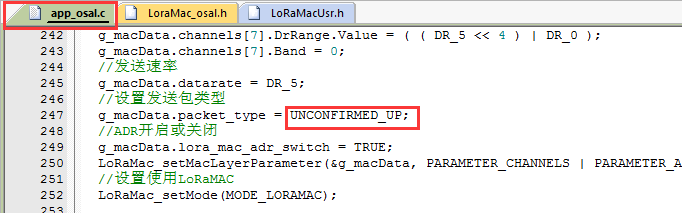 app_osal.c LoraMac_osal.h LoRaMacUsr.h
242 g_macData.channels[7].DrRange.Value = ( ( DR_5 << 4 ) | DR_0 );
243 g_macData.channels[7].Band = 0;
244 //发送速率
245 g_macData.datarate = DR_5;
246 //设置发送包类型
247 g_macData.packet_type = UNCONFIRMED_UP;
248 //ADR开启或关闭
249 g_macData.lora_mac_adr_switch = TRUE;
250 LoRaMac_setMacLayerParameter(&g_macData, PARAMETER_CHANNELS | PARAMETER_A
251 //设置使用LoRaMAC
252 LoRaMac_setMode(MODE_LORAMAC);
253